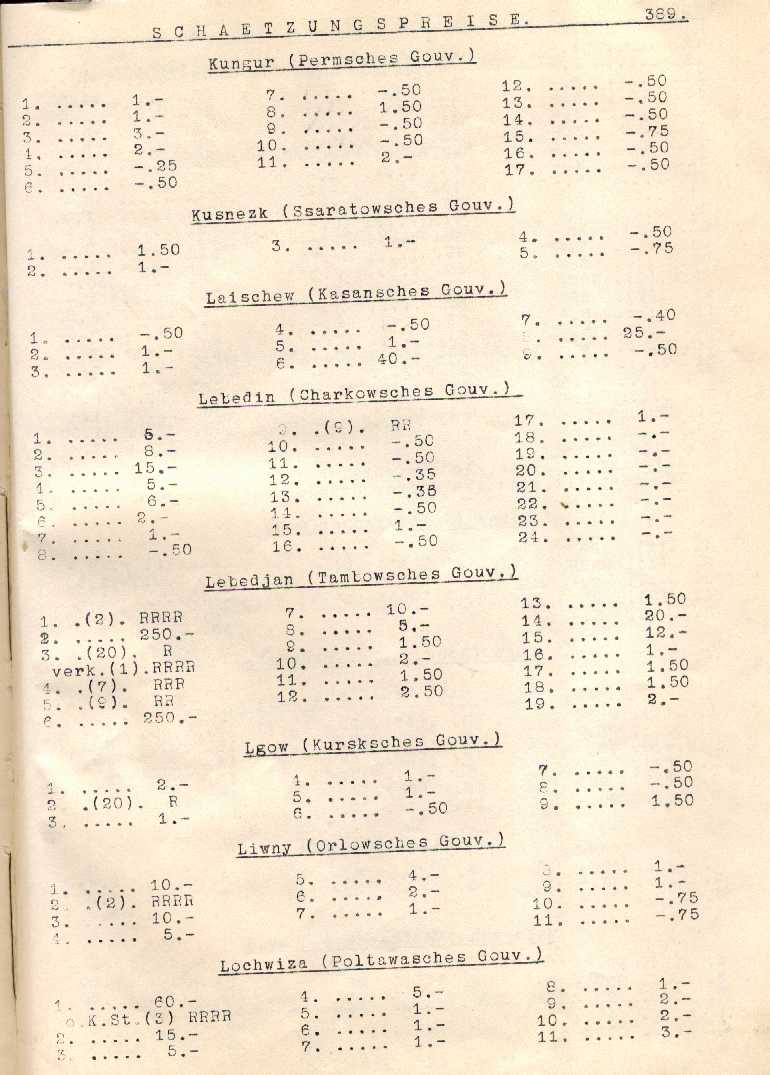 SCHAETZUNGSPREISE. 389.
Kungur (Permsches Gouv.)
1. ..... 1.-
2. ..... 1.-
3. ..... 3.-
4. ..... 2.-
5. ..... -.25
6. ..... -.50
7. ..... -.50
8. ..... 1.50
9. ..... -.50
10. ..... -.50
11. ..... 2.-
12. ..... -.50
13. ..... -.50
14. ..... -.50
15. ..... -.75
16. ..... -.50
17. ..... -.50
Kusnezk (Ssaratowsches Gouv.)
1. ..... 1.50
2. ..... 1.-
3. ..... 1.-
4. ..... -.50
5. ..... -.75
Laischew (Kasansches Gouv.)
1. ..... -.50
2. ..... 1.-
3. ..... 1.-
4. ..... -.50
5. ..... 1.-
6. ..... 40.-
7. ..... -.40
. ..... 25.-
9. ..... -.50
Lebedin (Charkowsches Gouv.)
1. ..... 5.-
2. ..... 8.-
3. ..... 15.-
4. ..... 5.-
5. ..... 6.-
6. ..... 2.-
7. ..... 1.-
8. ..... -.50
9. .(9). RR
10. ..... -.50
11. ..... -.50
12. ..... -.35
13. ..... -.35
14. ..... -.50
15. ..... 1.-
16. ..... -.50
17. ..... 1.-
18. ..... -.-
19. ..... -.-
20. ..... -.-
21. ..... -.-
22. ..... -.-
23. ..... -.-
24. ..... -.-
Lebedjan (Tambowsches Gouv.)
1. .(2). RRRR
2. ..... 250.-
3. .(20). R
verk.(1).RRRR
4. .(7). RRR
5. .(9). RR
6. ..... 250.-
7. ..... 10.-
8. ..... 5.-
9. ..... 1.50
10. ..... 2.-
11. ..... 1.50
12. ..... 2.50
13. ..... 1.50
14. ..... 20.-
15. ..... 12.-
16. ..... 1.-
17. ..... 1.50
18. ..... 1.50
19. ..... 2.-
Lgow (Kursksches Gouv.)
1. ..... 2.-
2 .(20). R
3. ..... 1.-
4. ..... 1.-
5. ..... 1.-
6. ..... -.50
7. ..... -.50
8. ..... -.50
9. ..... 1.50
Liwny (Orlowsches Gouv.)
1. ..... 10.-
2. .(2). RRRR
3. ..... 10.-
4. ..... 5.-
5. ..... 4.-
6. ..... 2.-
7. ..... 1.-
8. ..... 1.-
9. ..... 1.-
10. ..... -.75
11. ..... -.75
Lochwiza (Poltawasches Gouv.)
1. ..... 60.-
o.K.St.(3) RRRR
2. ..... 15.-
3. ..... 5.-
4. ..... 5.-
5. ..... 1.-
6. ..... 1.-
7. ..... 1.-
8. ..... 1.-
9. ..... 2.-
10. ..... 2.-
11. ..... 3.-